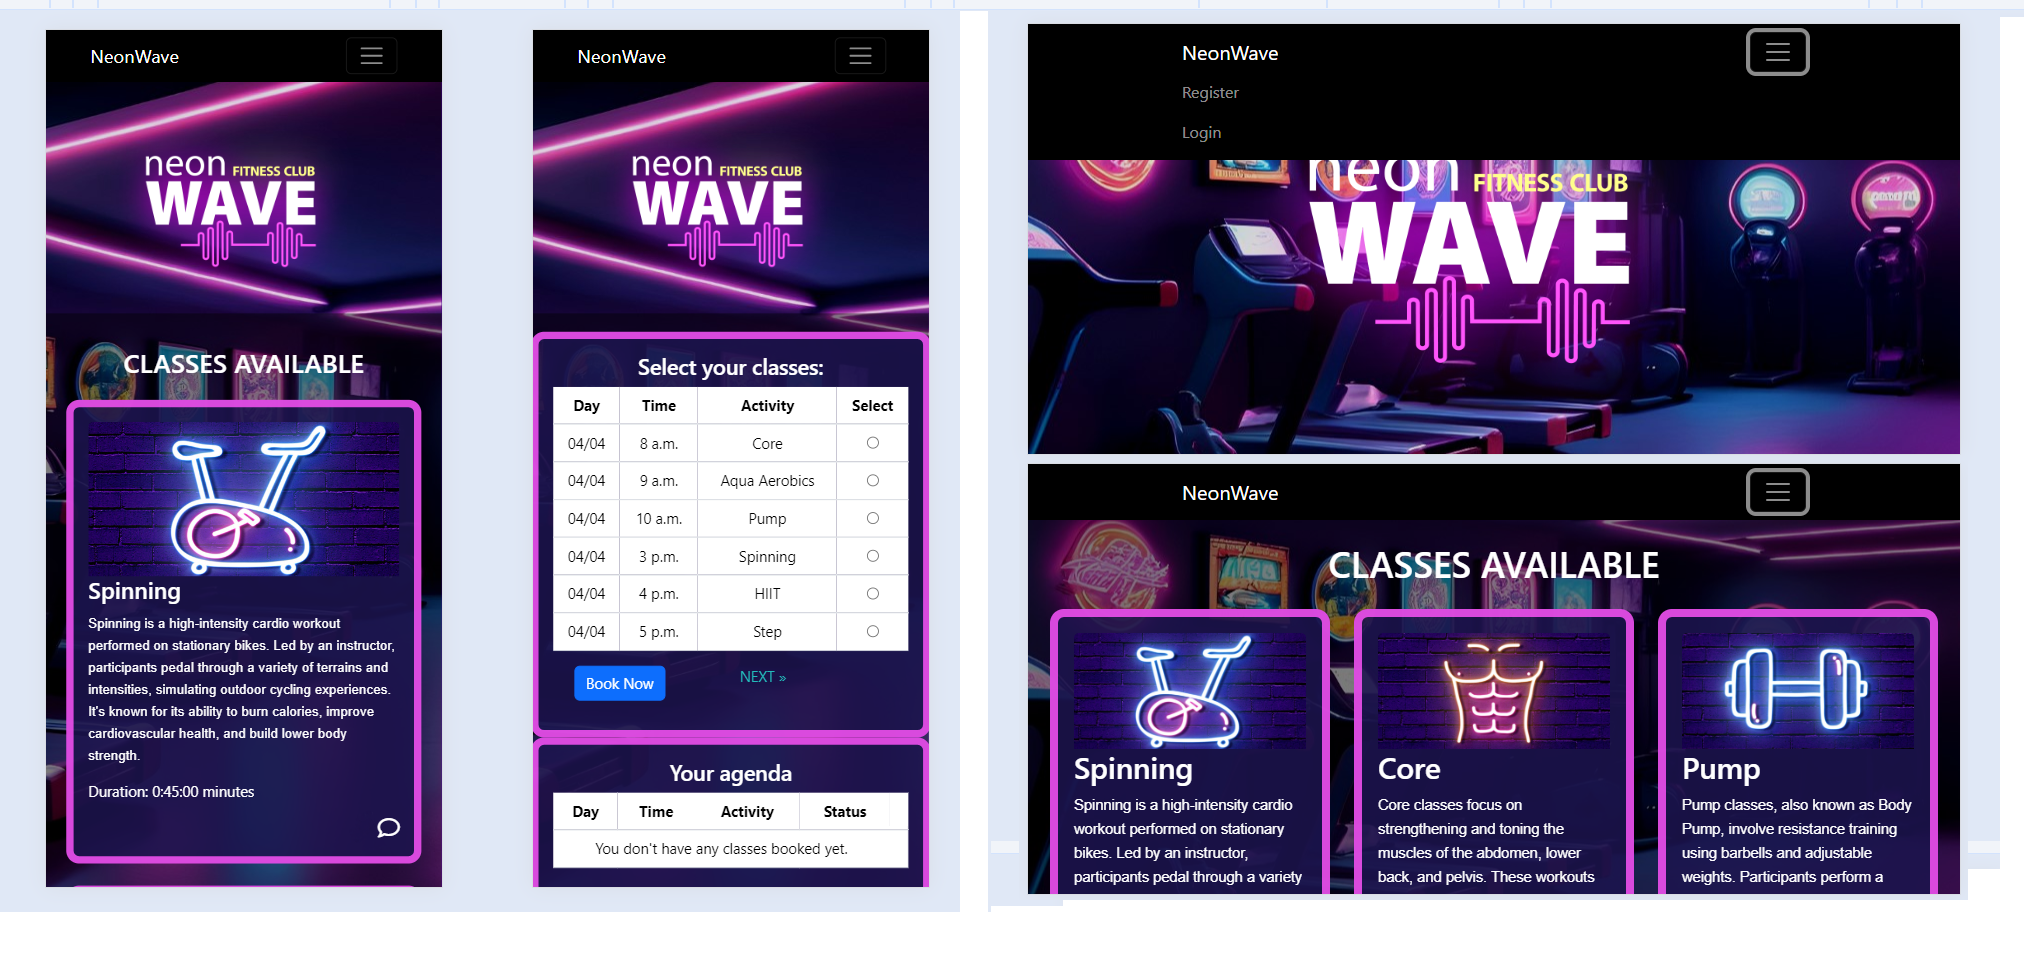 NeonWave
neon FITNESS CLUB
WAVE
CLASSES AVAILABLE
Spinning
Spinning is a high-intensity cardio workout
performed on stationary bikes. Led by an instructor,
participants pedal through a variety of terrains and
intensities, simulating outdoor cycling experiences.
It's known for its ability to burn calories, improve
cardiovascular health, and build lower body
strength.
Duration: 0:45:00 minutes
NeonWave
neon FITNESS CLUB
WAVE
Select your classes:
Day Time Activity Select
04/04 8 a.m. Core
04/04 9 a.m. Aqua Aerobics
04/04 10 a.m. Pump
04/04 3 p.m. Spinning
04/04 4 p.m. HIIT
04/04 5 p.m. Step
Book Now NEXT »
Your agenda
Day Time Activity Status
You don't have any classes booked yet.
NeonWave
Register
Login
neon FITNESS CLUB
WAVE
NeonWave
CLASSES AVAILABLE
Spinning
Spinning is a high-intensity cardio
workout performed on stationary
bikes. Led by an instructor,
participants pedal through a variety
Core
Core classes focus on
strengthening and toning the
muscles of the abdomen, lower
back, and pelvis. These workouts
Pump
Pump classes, also known as Body
Pump, involve resistance training
using barbells and adjustable
weights. Participants perform a